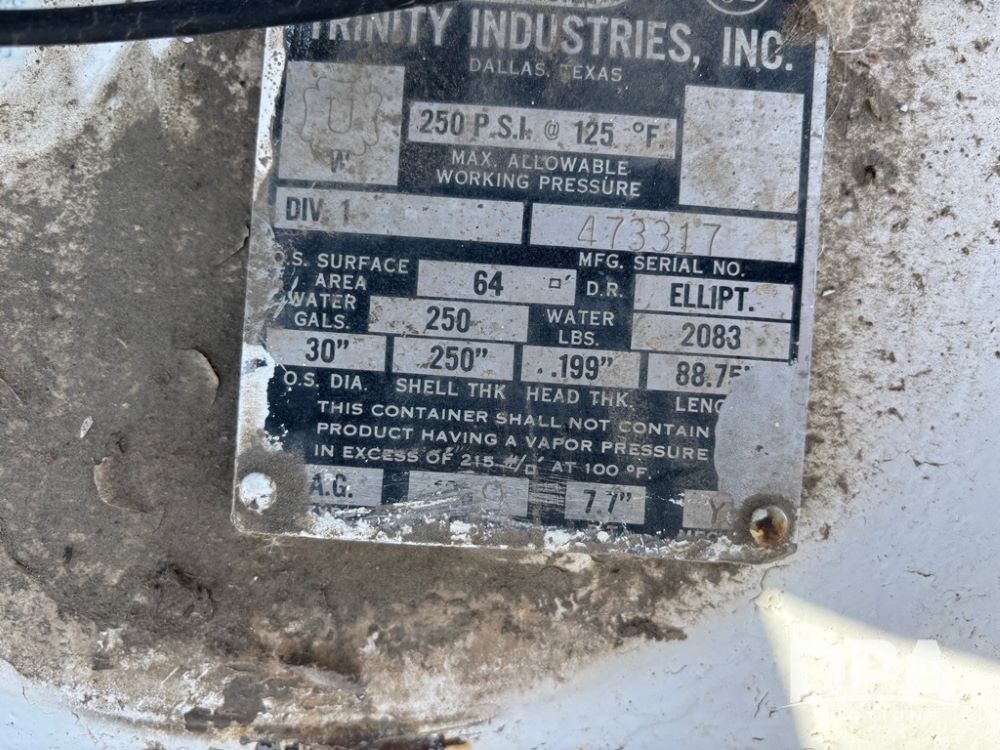 TRINITY INDUSTRIES, INC.
DALLAS, TEXAS
U
W
250 P.S.I. @ 125 °F.
MAX. ALLOWABLE
WORKING PRESSURE
DIV. 1
473317
MFG. SERIAL NO.
O.S. SURFACE
AREA
64 □'
D.R.
ELLIPT.
WATER
GALS.
250
WATER
LBS.
2083
30"
.250"
.199"
88.75"
O.S. DIA.
SHELL THK
HEAD THK.
THIS CONTAINER SHALL NOT CONTAIN
PRODUCT HAVING A VAPOR PRESSURE
IN EXCESS OF 215 #/□' AT 100 °F.
A.G.
7.7"